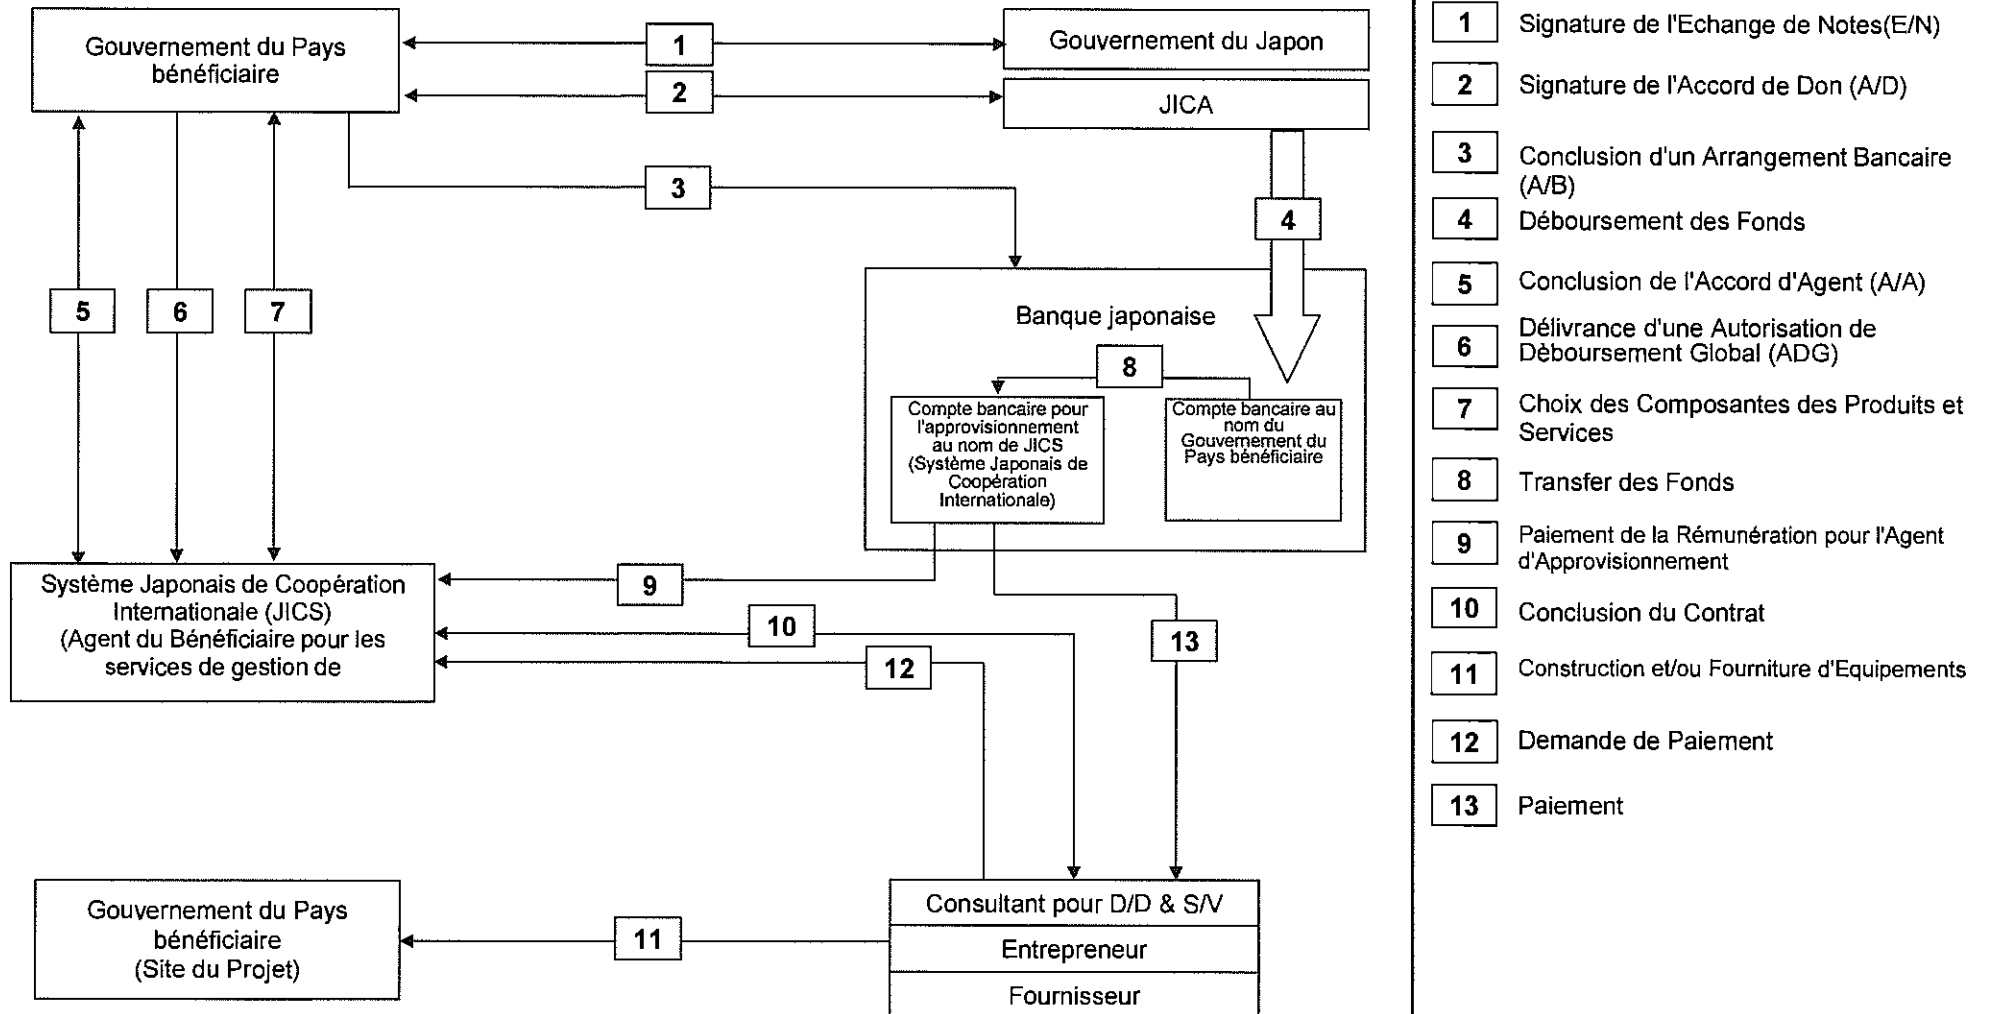 Gouvernement du Pays
bénéficiaire
1
Gouvernement du Japon
2
JICA
3
4
5
6
7
Banque japonaise
8
Compte bancaire pour
l'approvisionnement
au nom de JICS
(Système Japonais de
Coopération
Internationale)
Compte bancaire au
nom du
Gouvernement du
Pays bénéficiaire
Système Japonais de Coopération
Internationale (JICS)
(Agent du Bénéficiaire pour les
services de gestion de
9
10
12
13
Gouvernement du Pays
bénéficiaire
(Site du Projet)
11
Consultant pour D/D & S/V
Entrepreneur
Fournisseur
1 Signature de l'Echange de Notes(E/N)
2 Signature de l'Accord de Don (A/D)
3 Conclusion d'un Arrangement Bancaire
(A/B)
4 Déboursement des Fonds
5 Conclusion de l'Accord d'Agent (A/A)
6 Délivrance d'une Autorisation de
Dèboursement Global (ADG)
7 Choix des Composantes des Produits et
Services
8 Transfer des Fonds
9 Paiement de la Rémunération pour l'Agent
d'Approvisionnement
10 Conclusion du Contrat
11 Construction et/ou Fourniture d'Equipements
12 Demande de Paiement
13 Paiement